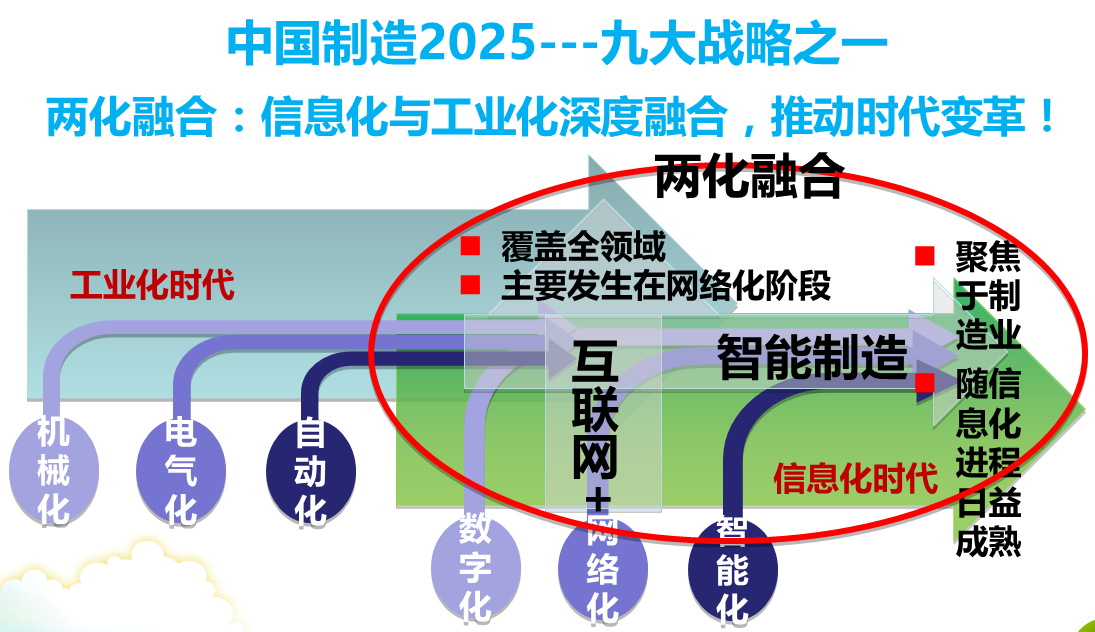 中国制造2025---九大战略之一
两化融合：信息化与工业化深度融合，推动时代变革！
两化融合
工业化时代
覆盖全领域
主要发生在网络化阶段
聚焦
于制
造业
随信
息化
进程
日益
成熟
智能制造
互
联
网
+
信息化时代
机
械
化
电
气
化
自
动
化
数
字
化
网
络
化
智
能
化